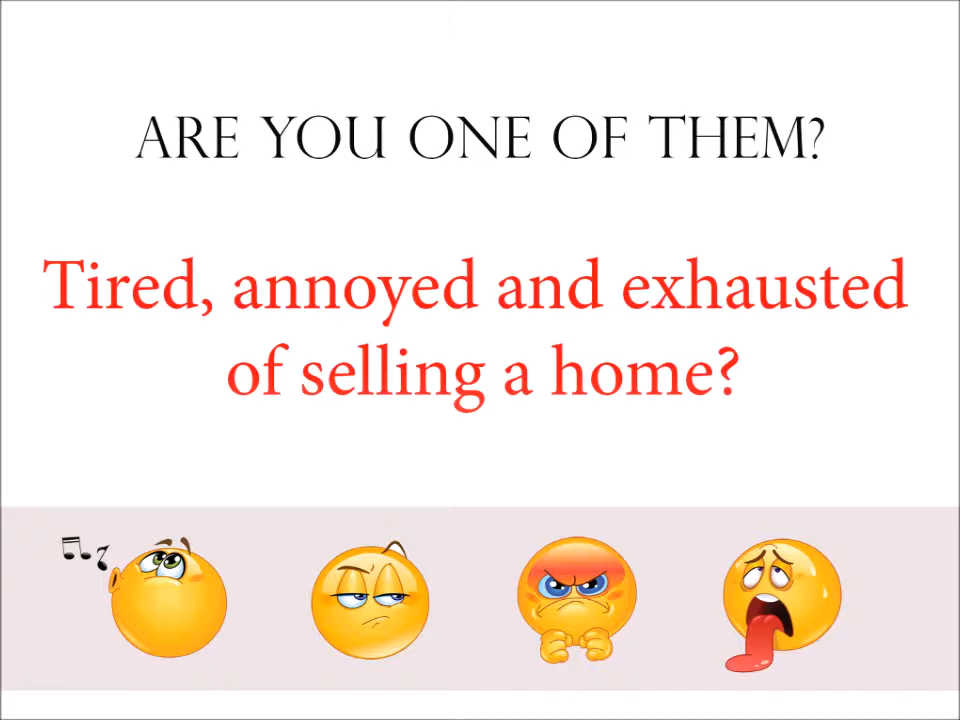 ARE YOU ONE OF THEM?
Tired, annoyed and exhausted
of selling a home?